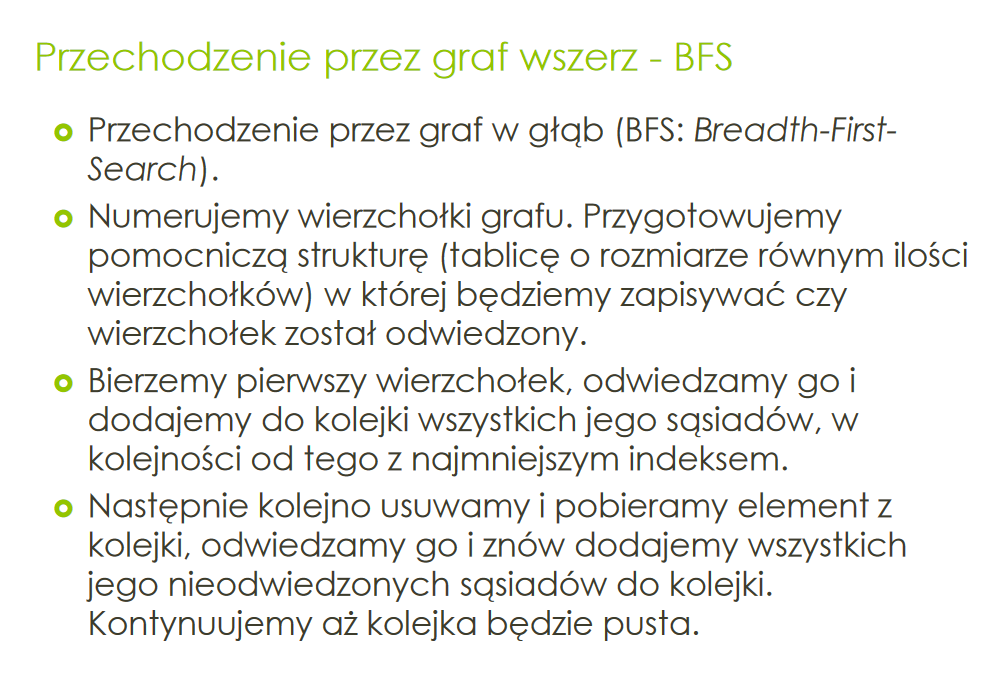 Przechodzenie przez graf wszerz - BFS
Przechodzenie przez graf w głąb (BFS: Breadth-First-
Search).
Numerujemy wierzchołki grafu. Przygotowujemy
pomocniczą strukturę (tablicę o rozmiarze równym ilości
wierzchołków) w której będziemy zapisywać czy
wierzchołek został odwiedzony.
Bierzemy pierwszy wierzchołek, odwiedzamy go i
dodajemy do kolejki wszystkich jego sąsiadów, w
kolejności od tego z najmniejszym indeksem.
Następnie kolejno usuwamy i pobieramy element z
kolejki, odwiedzamy go i znów dodajemy wszystkich
jego nieodwiedzonych sąsiadów do kolejki.
Kontynuujemy aż kolejka będzie pusta.